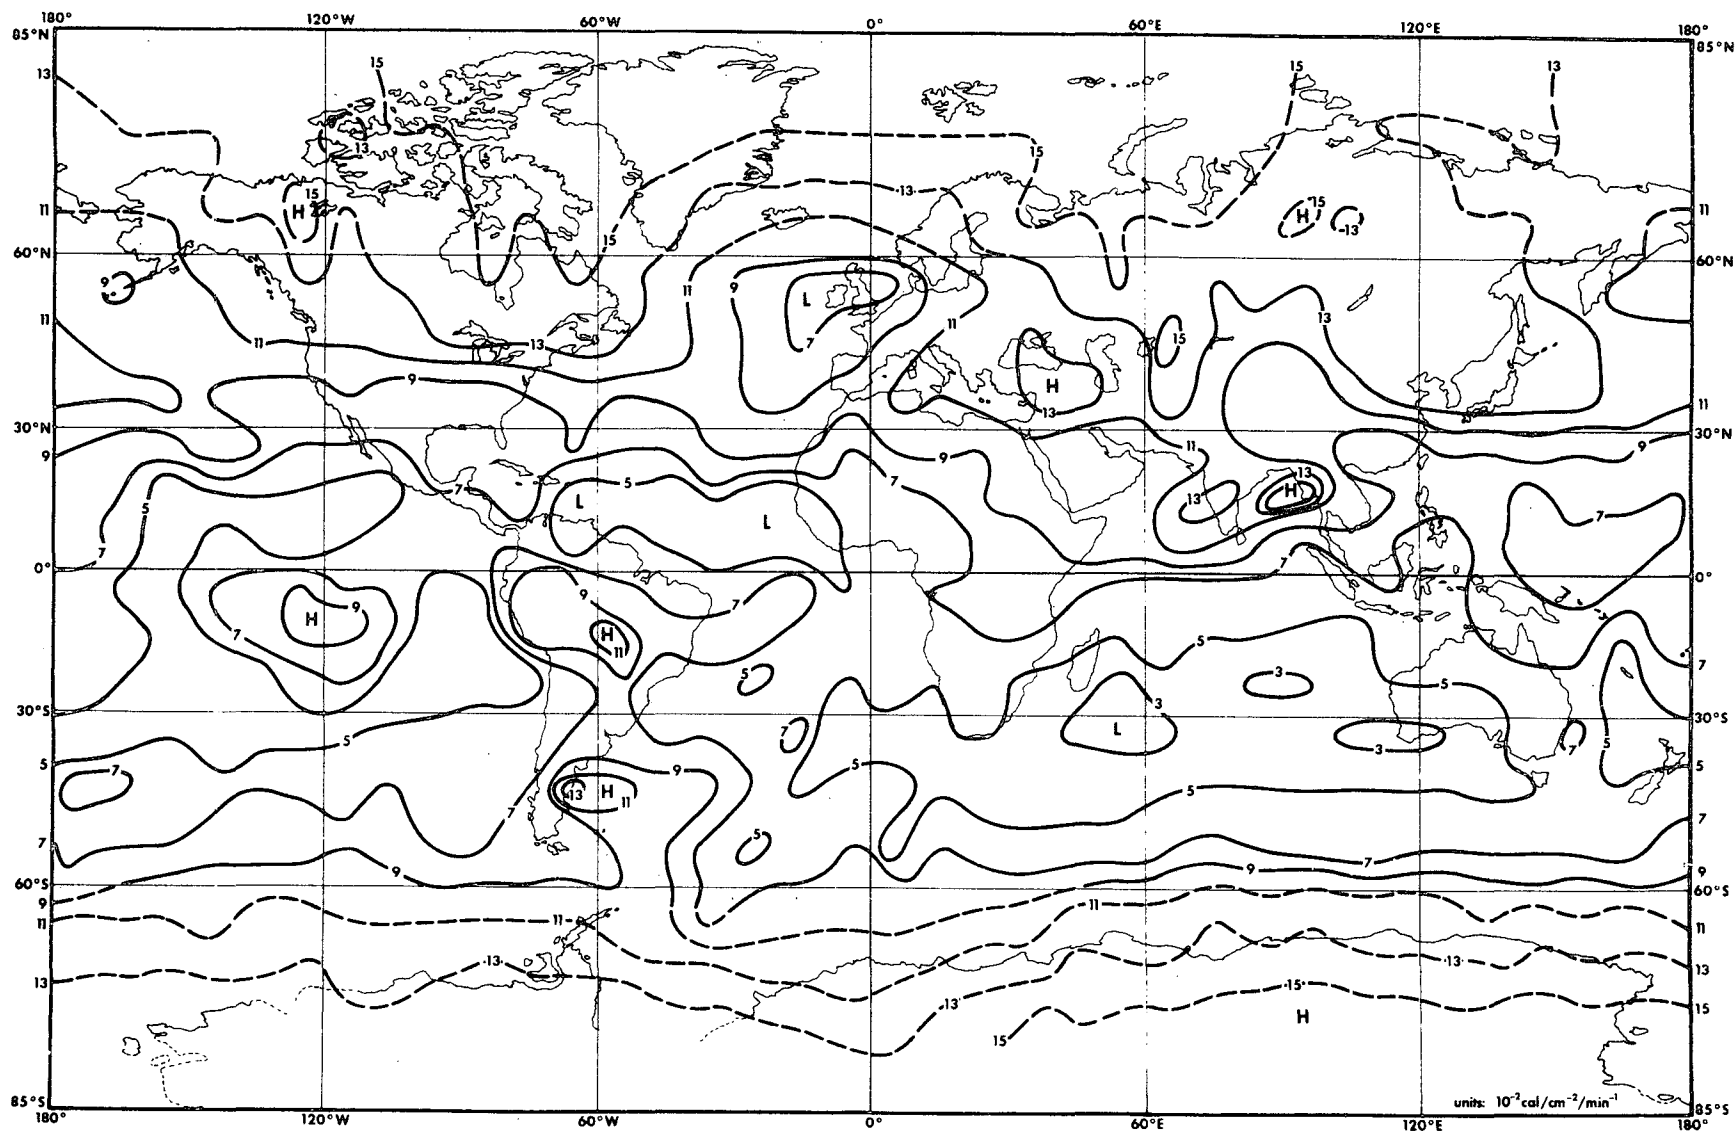 180° 120°W 60°W 0° 60°E 120°E 180°
85°N 85°N
13 15 15 13
13 15
15 13
11 H 15 H 15 13 11
60°N 60°N
9 15
11 11 9 L 13
11 13 7 11 15
9 H
13 11
30°N 30°N
9 9 11 9
5 7 5 7 13 13 H 7
L L
7
0° 7 0°
9 7
H 9 H
7 11 5
5 3 5 7
30°S 3 30°S
5 7 L 3 7 5
5 7 9 5 5
13 H 11 5
7 7 5 7 7
9 9 9
60°S 60°S
9
11 11 11 11
13 13 13 13
13 15 15
15 H
85°S 85°S
units: 10⁻²cal/cm⁻²/min⁻¹
180° 120°W 60°W 0° 60°E 120°E 180°